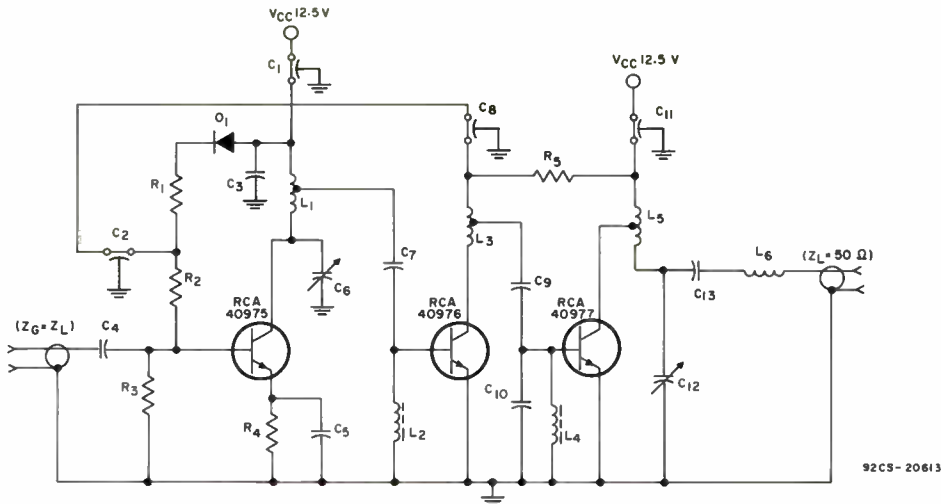 VCC 12.5 V
C1
VCC 12.5 V
C8
C11
D1
R5
R1
C3
L1
L3
L5
C2
C7
L6
(ZL=50 Ω)
R2
C6
C9
C13
RCA
40975
RCA
40976
RCA
40977
(ZG=ZL)
C4
C12
R3
C10
R4
C5
L2
L4
92CS-20613